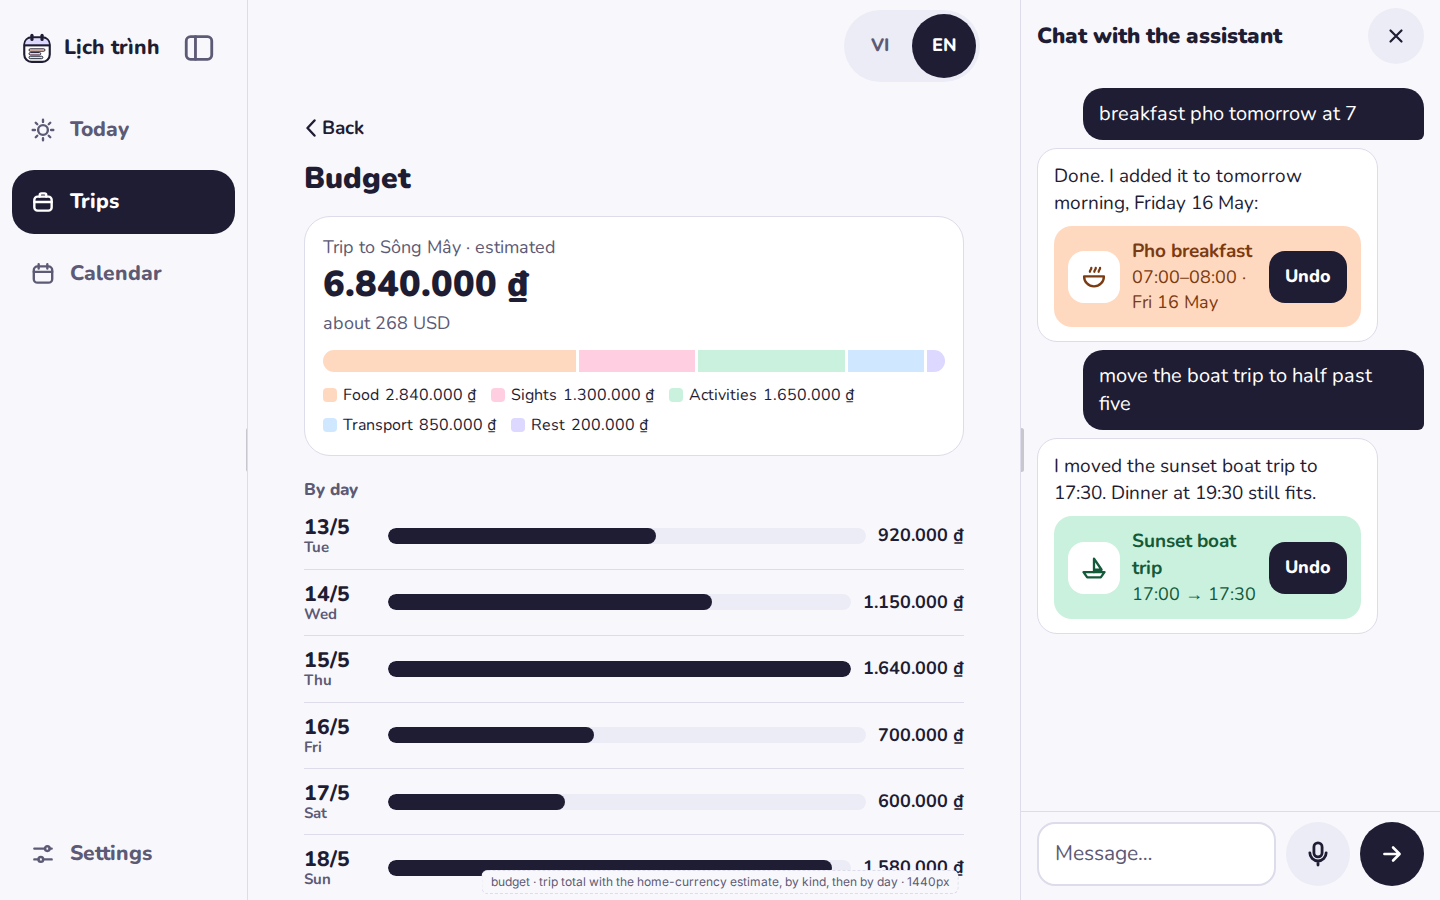 Lịch trình
Today
Trips
Calendar
Settings
VI
EN
Back
Budget
Trip to Sông Mây · estimated
6.840.000 ₫
about 268 USD
Food 2.840.000 ₫ Sights 1.300.000 ₫ Activities 1.650.000 ₫
Transport 850.000 ₫ Rest 200.000 ₫
By day
13/5
Tue
920.000 ₫
14/5
Wed
1.150.000 ₫
15/5
Thu
1.640.000 ₫
16/5
Fri
700.000 ₫
17/5
Sat
600.000 ₫
18/5
Sun
1.580.000 ₫
budget · trip total with the home-currency estimate, by kind, then by day · 1440px
Chat with the assistant
breakfast pho tomorrow at 7
Done. I added it to tomorrow
morning, Friday 16 May:
Pho breakfast
07:00–08:00 ·
Fri 16 May
Undo
move the boat trip to half past
five
I moved the sunset boat trip to
17:30. Dinner at 19:30 still fits.
Sunset boat
trip
17:00 → 17:30
Undo
Message...